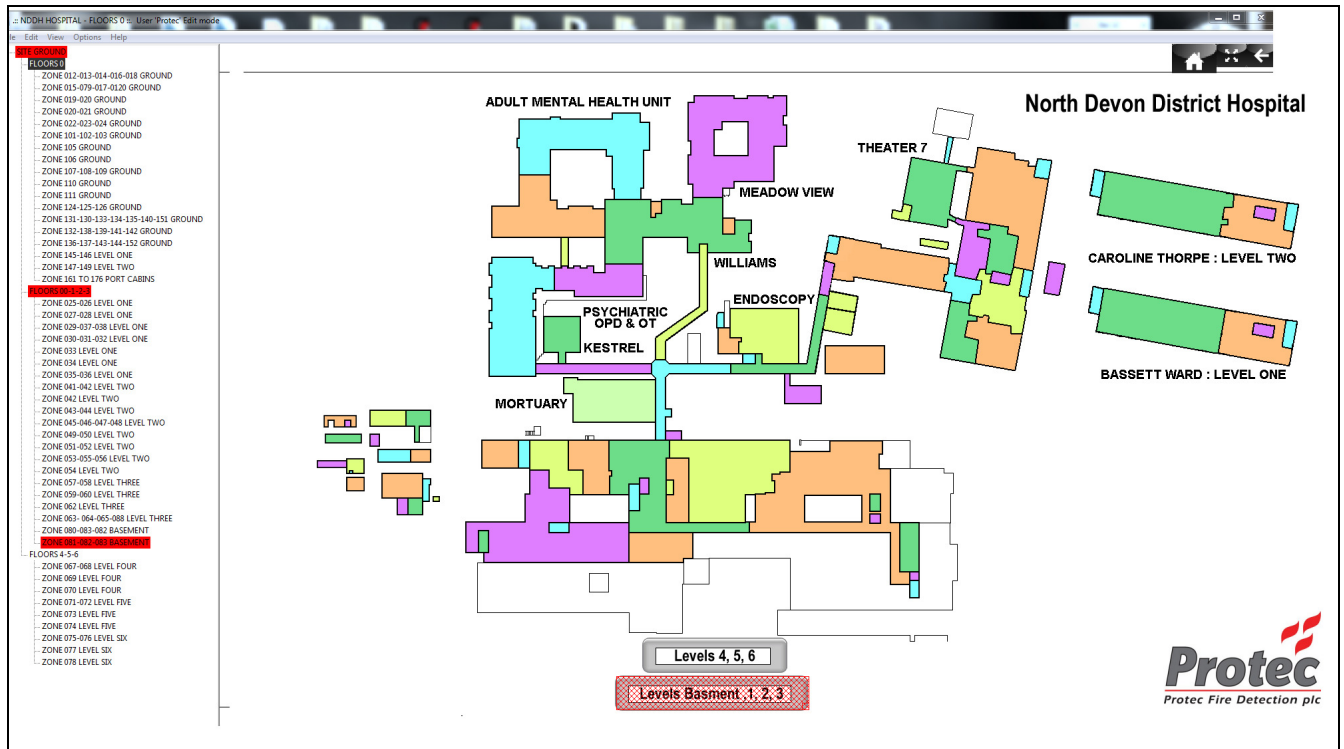 .:: NDDH HOSPITAL - FLOORS 0 ::. User 'Protec' Edit mode
le Edit View Options Help
SITE GROUND
FLOORS 0
ZONE 012-013-014-016-018 GROUND
ZONE 015-079-017-0120 GROUND
ZONE 019-020 GROUND
ZONE 020-021 GROUND
ZONE 022-023-024 GROUND
ZONE 101-102-103 GROUND
ZONE 105 GROUND
ZONE 106 GROUND
ZONE 107-108-109 GROUND
ZONE 110 GROUND
ZONE 111 GROUND
ZONE 124-125-126 GROUND
ZONE 131-130-133-134-135-140-151 GROUND
ZONE 132-138-139-141-142 GROUND
ZONE 136-137-143-144-152 GROUND
ZONE 145-146 LEVEL ONE
ZONE 147-149 LEVEL TWO
ZONE 161 TO 176 PORT CABINS
FLOORS 00-1-2-3
ZONE 025-026 LEVEL ONE
ZONE 027-028 LEVEL ONE
ZONE 029-037-038 LEVEL ONE
ZONE 030-031-032 LEVEL ONE
ZONE 033 LEVEL ONE
ZONE 034 LEVEL ONE
ZONE 035-036 LEVEL ONE
ZONE 041-042 LEVEL TWO
ZONE 042 LEVEL TWO
ZONE 043-044 LEVEL TWO
ZONE 045-046-047-048 LEVEL TWO
ZONE 049-050 LEVEL TWO
ZONE 051-052 LEVEL TWO
ZONE 053-055-056 LEVEL TWO
ZONE 054 LEVEL TWO
ZONE 057-058 LEVEL THREE
ZONE 059-060 LEVEL THREE
ZONE 062 LEVEL THREE
ZONE 063- 064-065-088 LEVEL THREE
ZONE 080-083-082 BASEMENT
ZONE 081-082-083 BASEMENT
FLOORS 4-5-6
ZONE 067-068 LEVEL FOUR
ZONE 069 LEVEL FOUR
ZONE 070 LEVEL FOUR
ZONE 071-072 LEVEL FIVE
ZONE 073 LEVEL FIVE
ZONE 074 LEVEL FIVE
ZONE 075-076 LEVEL SIX
ZONE 077 LEVEL SIX
ZONE 078 LEVEL SIX
North Devon District Hospital
ADULT MENTAL HEALTH UNIT
THEATER 7
MEADOW VIEW
WILLIAMS
CAROLINE THORPE : LEVEL TWO
ENDOSCOPY
PSYCHIATRIC
OPD & OT
KESTREL
BASSETT WARD : LEVEL ONE
MORTUARY
Levels 4, 5, 6
Levels Basment ,1, 2, 3
Protec
Protec Fire Detection plc